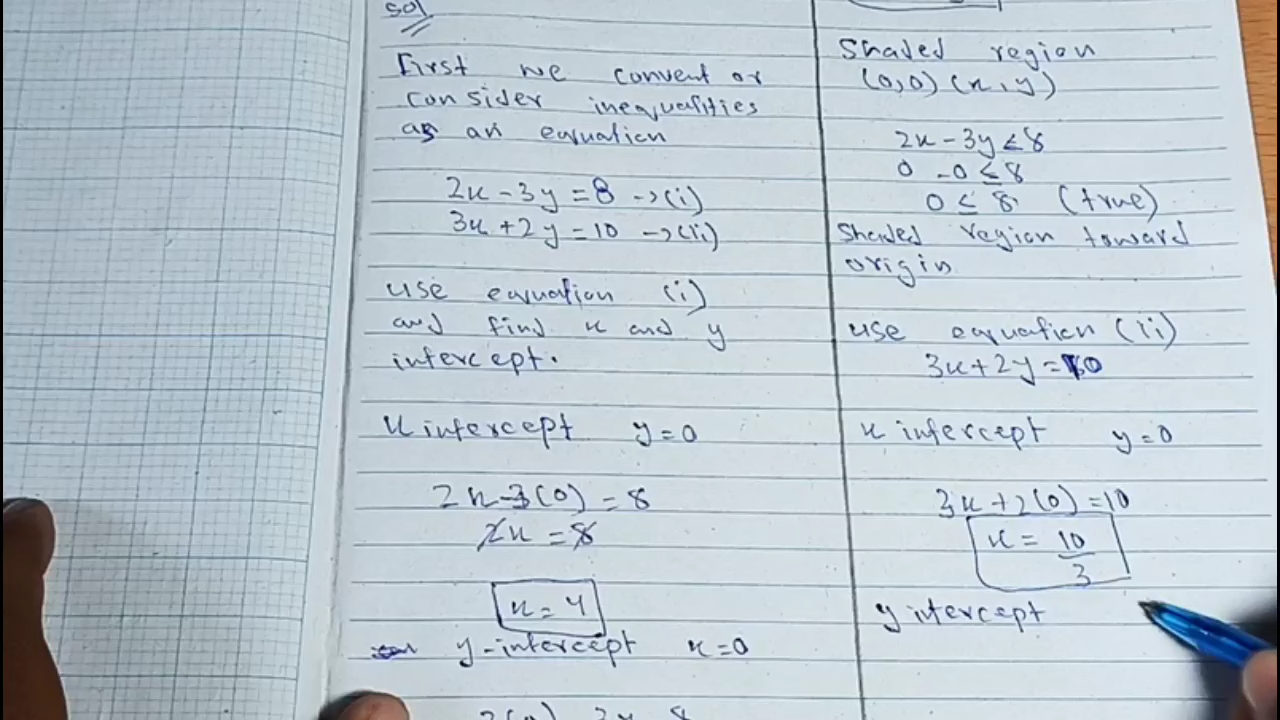 Sol
First we convent or
consider inequalities
as an equation
2x - 3y = 8 → (i)
3x + 2y = 10 → (ii)
use equation (i)
and find x and y
intercept.
x intercept y = 0
2x - 3(0) = 8
2x = 8
x = 4
y-intercept x = 0
Shaded region
(0,0) (x, y)
2x - 3y ≤ 8
0 - 0 ≤ 8
0 ≤ 8 (true)
shaded region toward
origin
use equation (ii)
3x + 2y = 10
x intercept y = 0
3x + 2(0) = 10
x = 10/3
y intercept